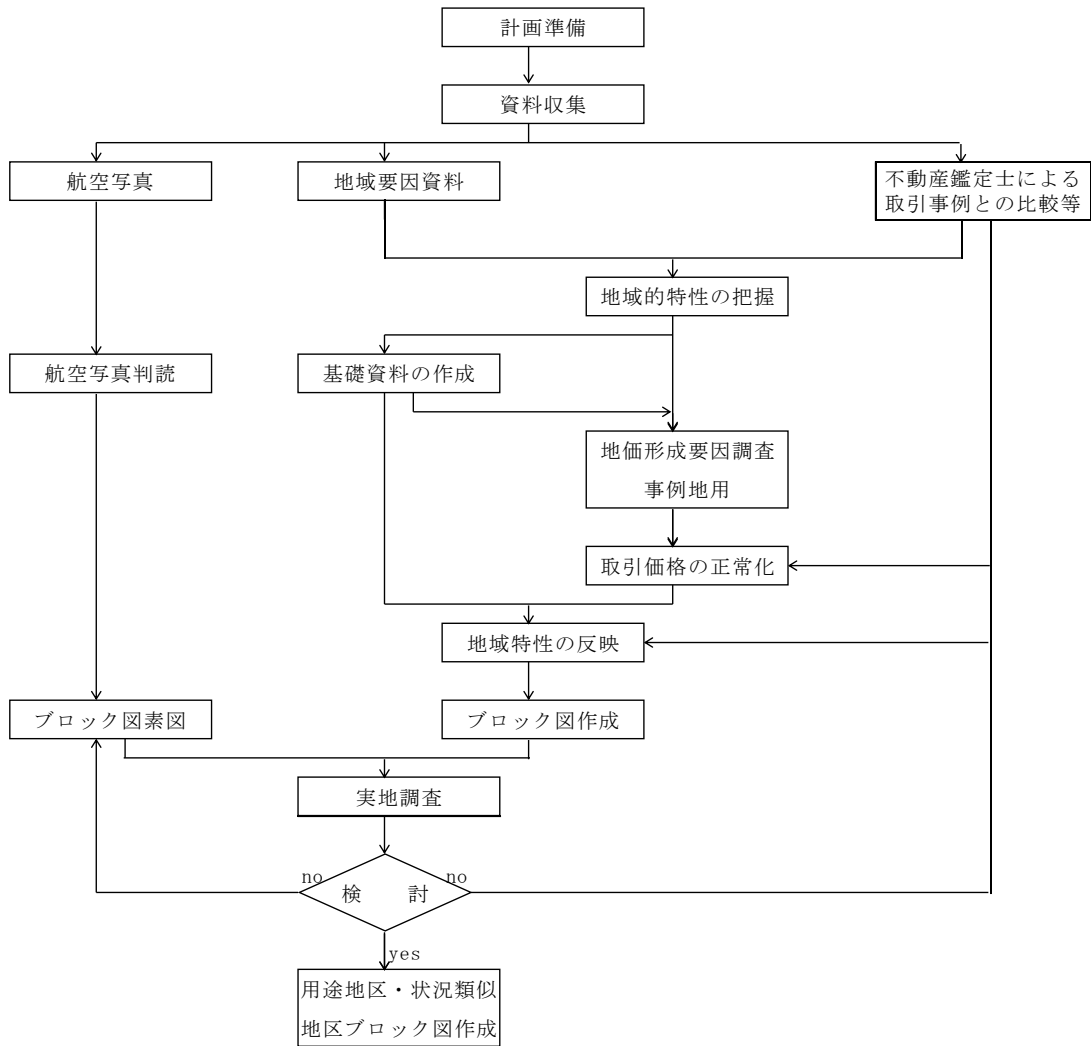 計画準備
資料収集
航空写真
地域要因資料
不動産鑑定士による
取引事例との比較等
地域的特性の把握
航空写真判読
基礎資料の作成
地価形成要因調査
事例地用
取引価格の正常化
地域特性の反映
ブロック図素図
ブロック図作成
実地調査
no
検　討
no
yes
用途地区・状況類似
地区ブロック図作成